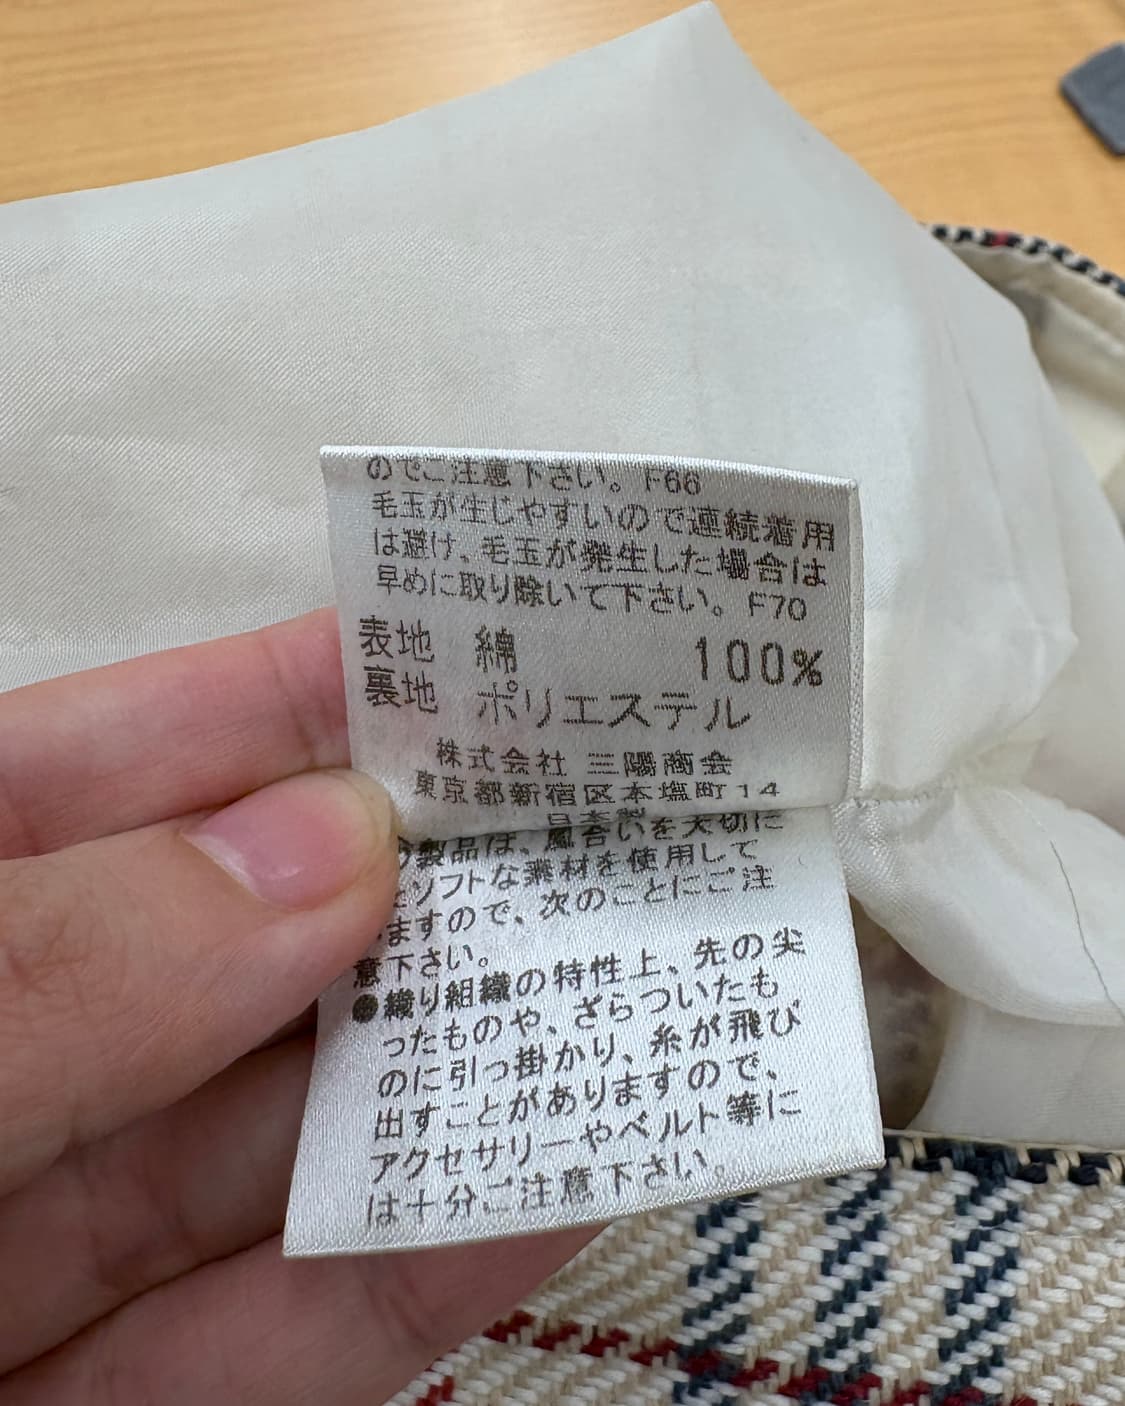 のでご注意下さい。F66
毛玉が生じやすいので連続着用
は避け、毛玉が発生した場合は
早めに取り除いて下さい。F70
表地 綿 100%
裏地 ポリエステル
株式会社 三陽商会
東京都新宿区本塩町14
日本製
製品は、風合いを大切に
ソフトな素材を使用して
ますので、次のことにご注
意下さい。
●織り組織の特性上、先の尖
ったものや、ざらついたも
のに引っ掛かり、糸が飛び
出すことがありますので、
アクセサリーやベルト等に
は十分ご注意下さい。